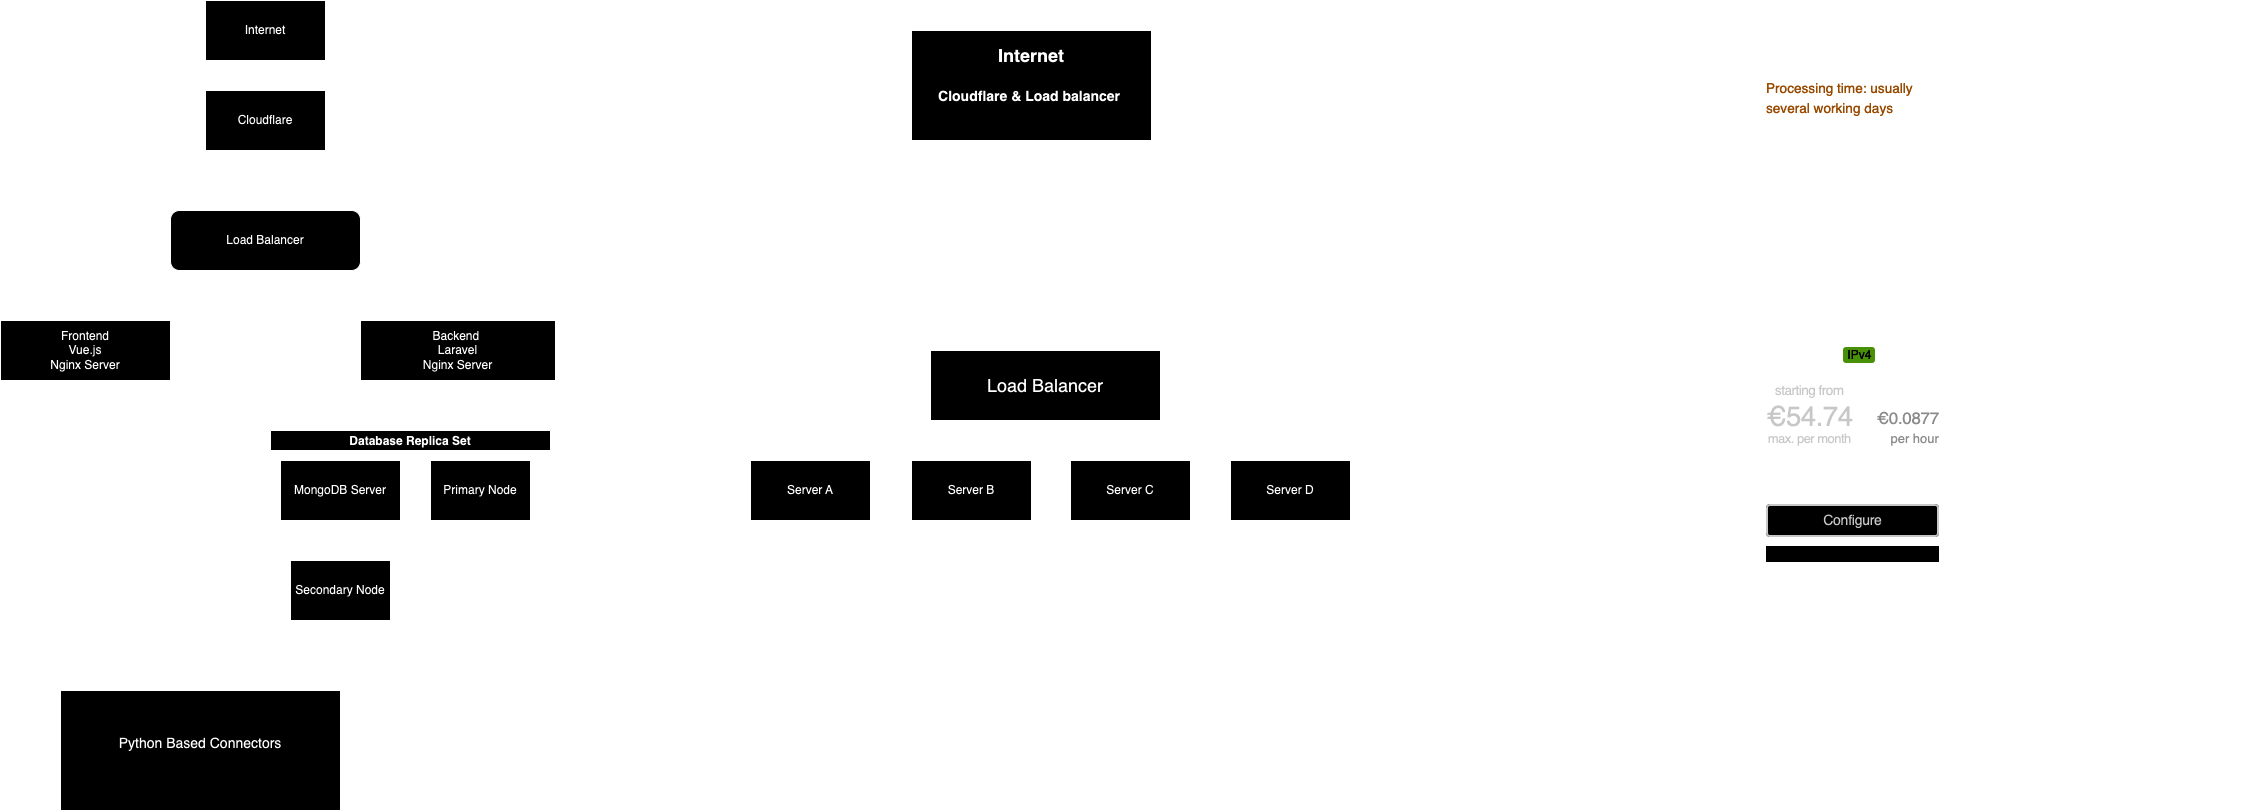 Internet
Cloudflare
Load Balancer
Frontend
Vue.js
Nginx Server
Backend
Laravel
Nginx Server
Database Replica Set
MongoDB Server
Primary Node
Secondary Node
Python Based Connectors
Internet
Cloudflare & Load balancer
Load Balancer
Server A
Server B
Server C
Server D
Processing time: usually
several working days
IPv4
starting from
€54.74
max. per month
€0.0877
per hour
Configure